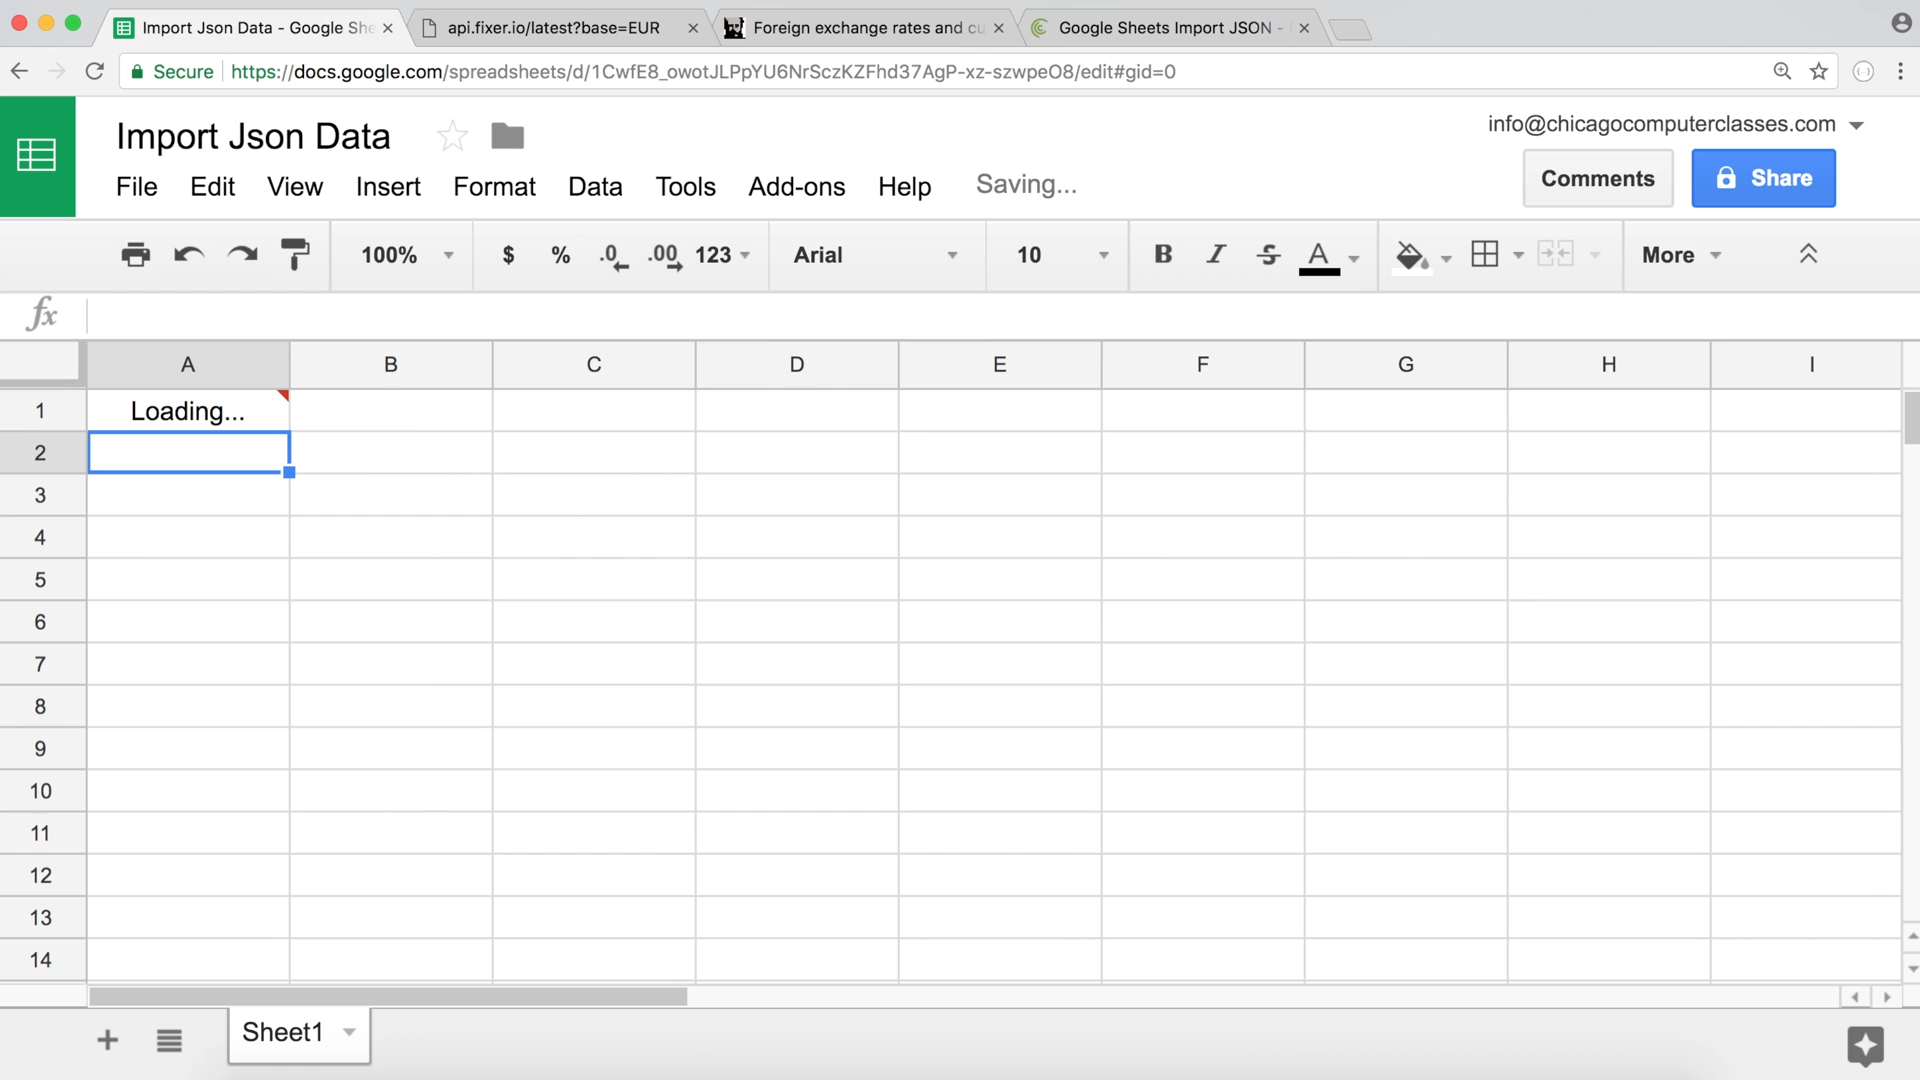 Import Json Data - Google She
api.fixer.io/latest?base=EUR
Foreign exchange rates and cu
Google Sheets Import JSON -
Secure
https://docs.google.com/spreadsheets/d/1CwfE8_owotJLPpYU6NrSczKZFhd37AgP-xz-szwpeO8/edit#gid=0
Import Json Data
info@chicagocomputerclasses.com
File Edit View Insert Format Data Tools Add-ons Help Saving...
Comments
Share
100% $ % .0 .00 123 Arial 10 B I S A More
fx
A B C D E F G H I
1 Loading...
2
3
4
5
6
7
8
9
10
11
12
13
14
Sheet1